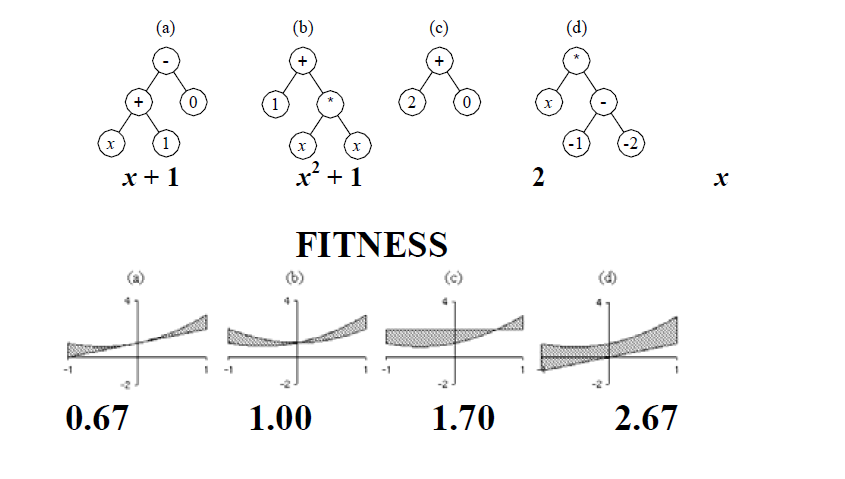 (a) (b) (c) (d)
- + + *
+ 0 1 * 2 0 x -
x 1 x x -1 -2
x + 1 x² + 1 2 x
FITNESS
(a) (b) (c) (d)
4 4 4 4
-1 1 -1 1 -1 1 -1 1
-2 -2 -2 -2
0.67 1.00 1.70 2.67